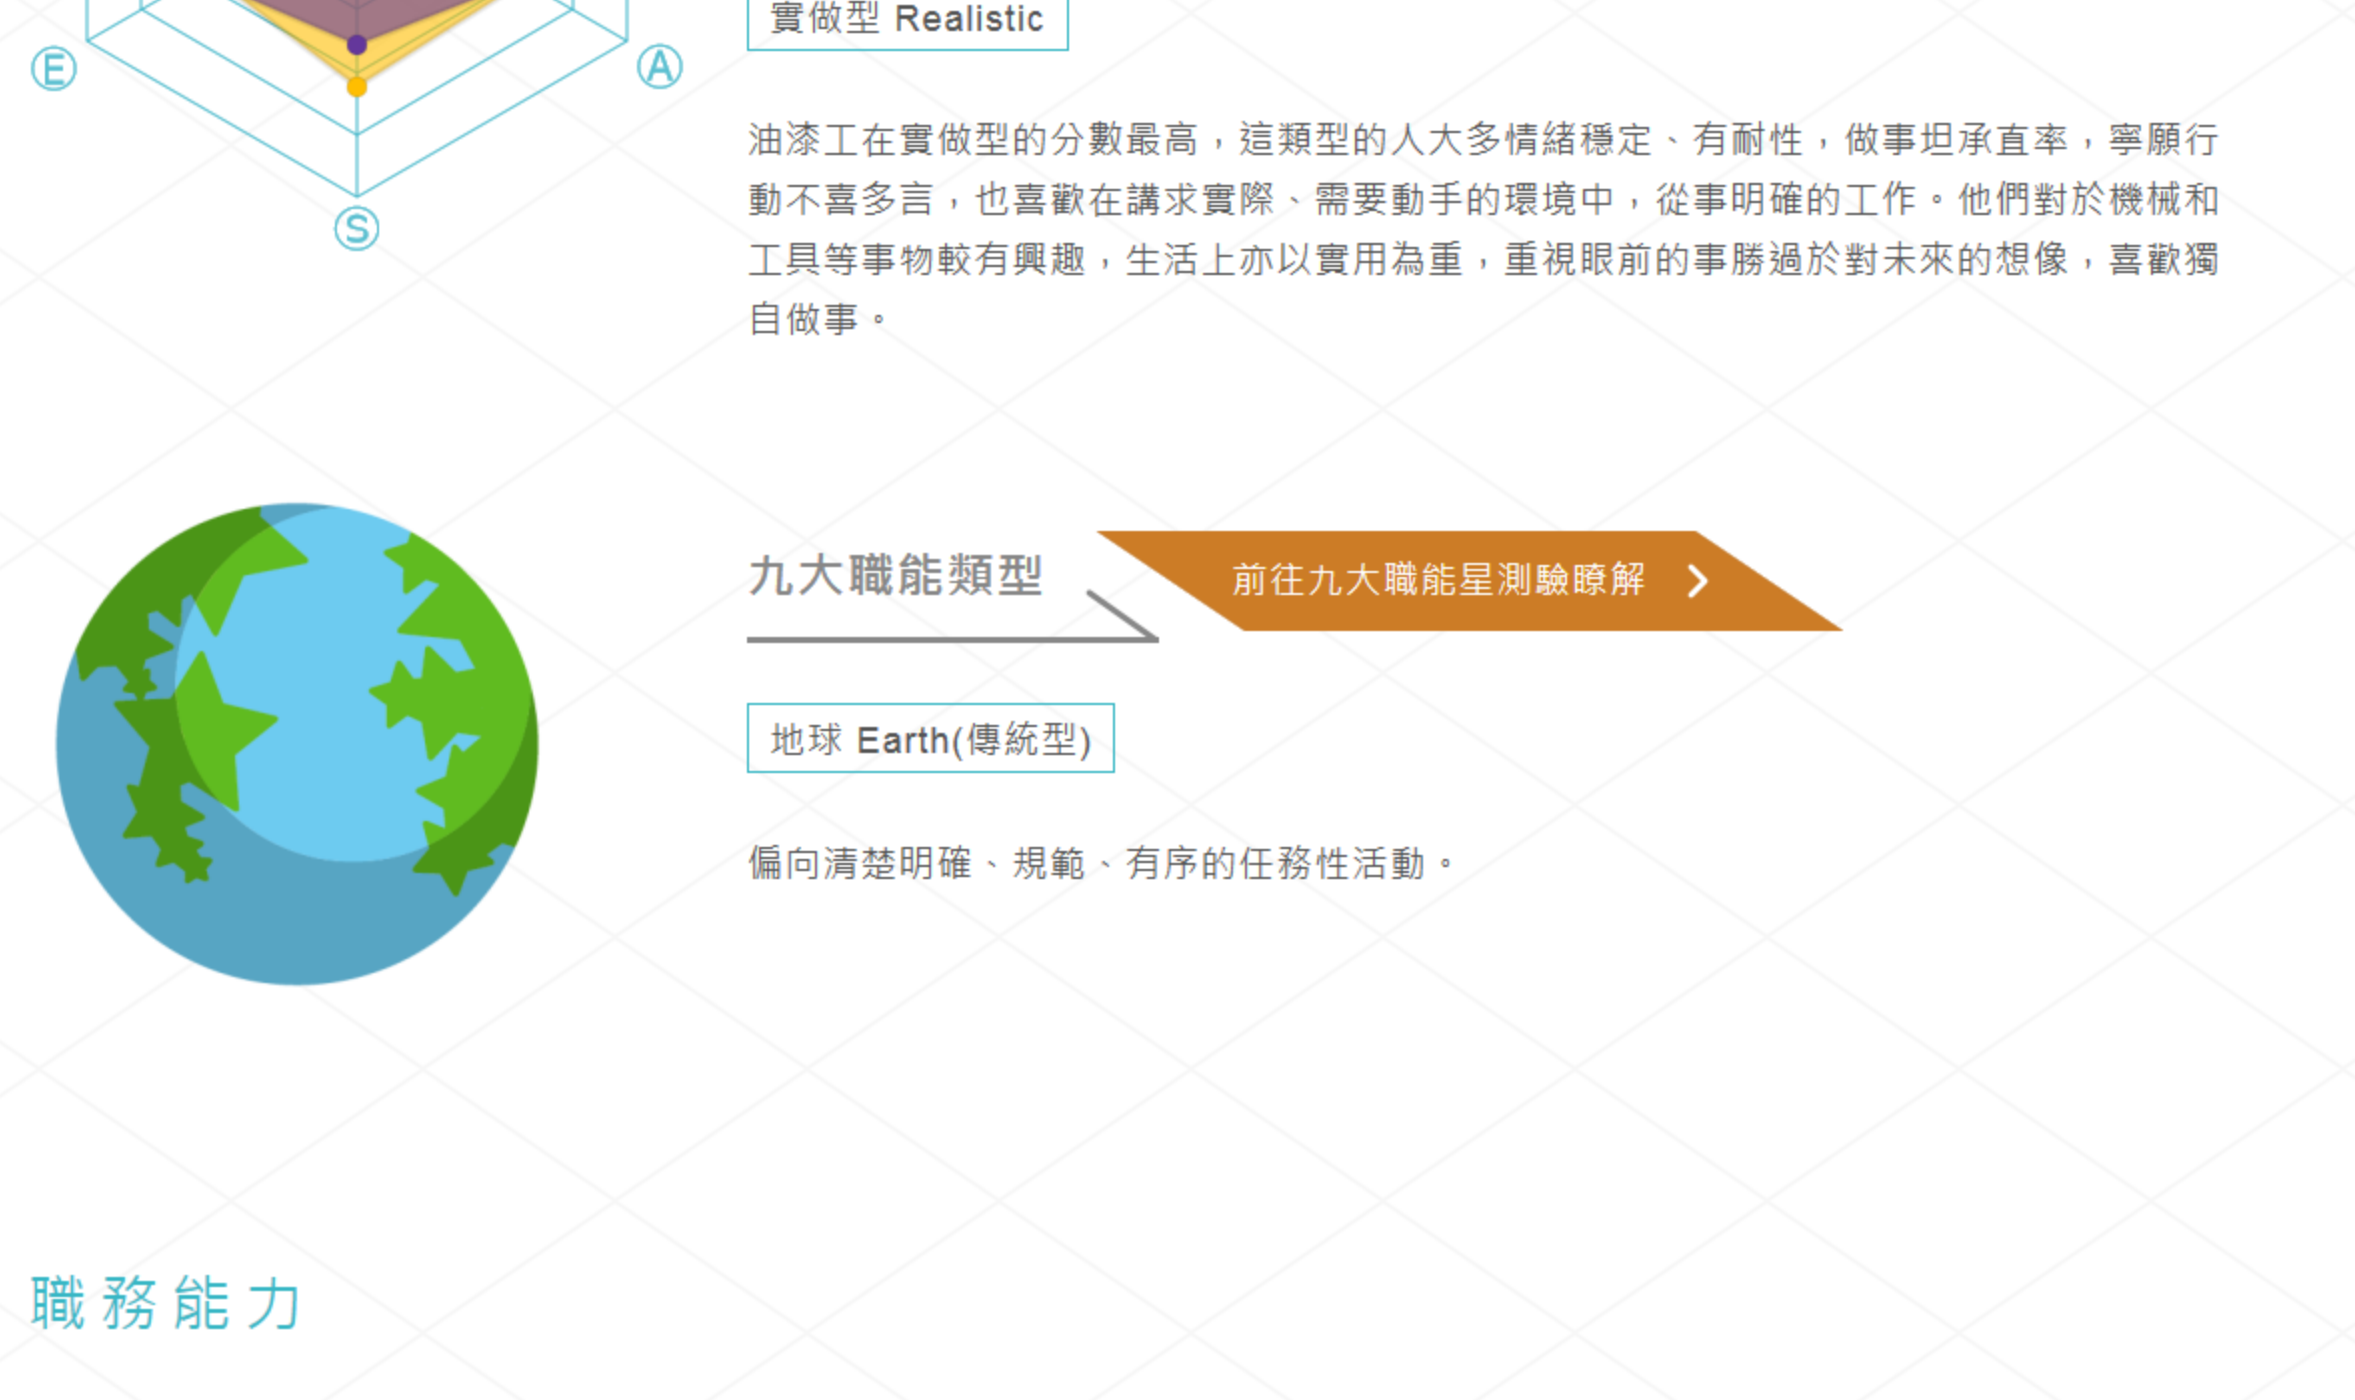 實做型 Realistic
E
A
S
油漆工在實做型的分數最高，這類型的人大多情緒穩定、有耐性，做事坦承直率，寧願行
動不喜多言，也喜歡在講求實際、需要動手的環境中，從事明確的工作。他們對於機械和
工具等事物較有興趣，生活上亦以實用為重，重視眼前的事勝過於對未來的想像，喜歡獨
自做事。
九大職能類型
前往九大職能星測驗瞭解
地球 Earth(傳統型)
偏向清楚明確、規範、有序的任務性活動。
職務能力